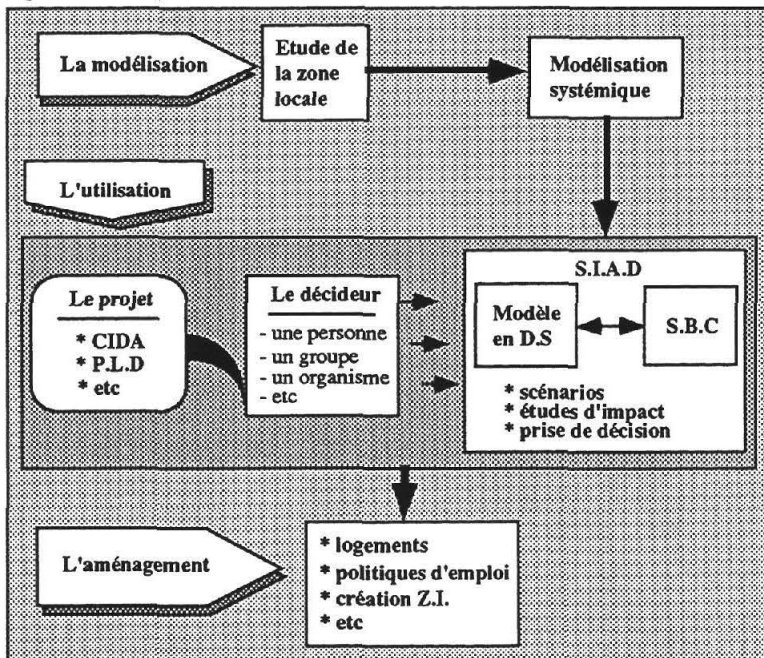 La modélisation
Etude de
la zone
locale
Modélisation
systémique
L'utilisation
Le projet
* CIDA
* P.L.D
* etc
Le décideur
- une personne
- un groupe
- un organisme
- etc
S.I.A.D
Modèle
en D.S
S.B.C
* scénarios
* études d'impact
* prise de décision
L'aménagement
* logements
* politiques d'emploi
* création Z.I.
* etc